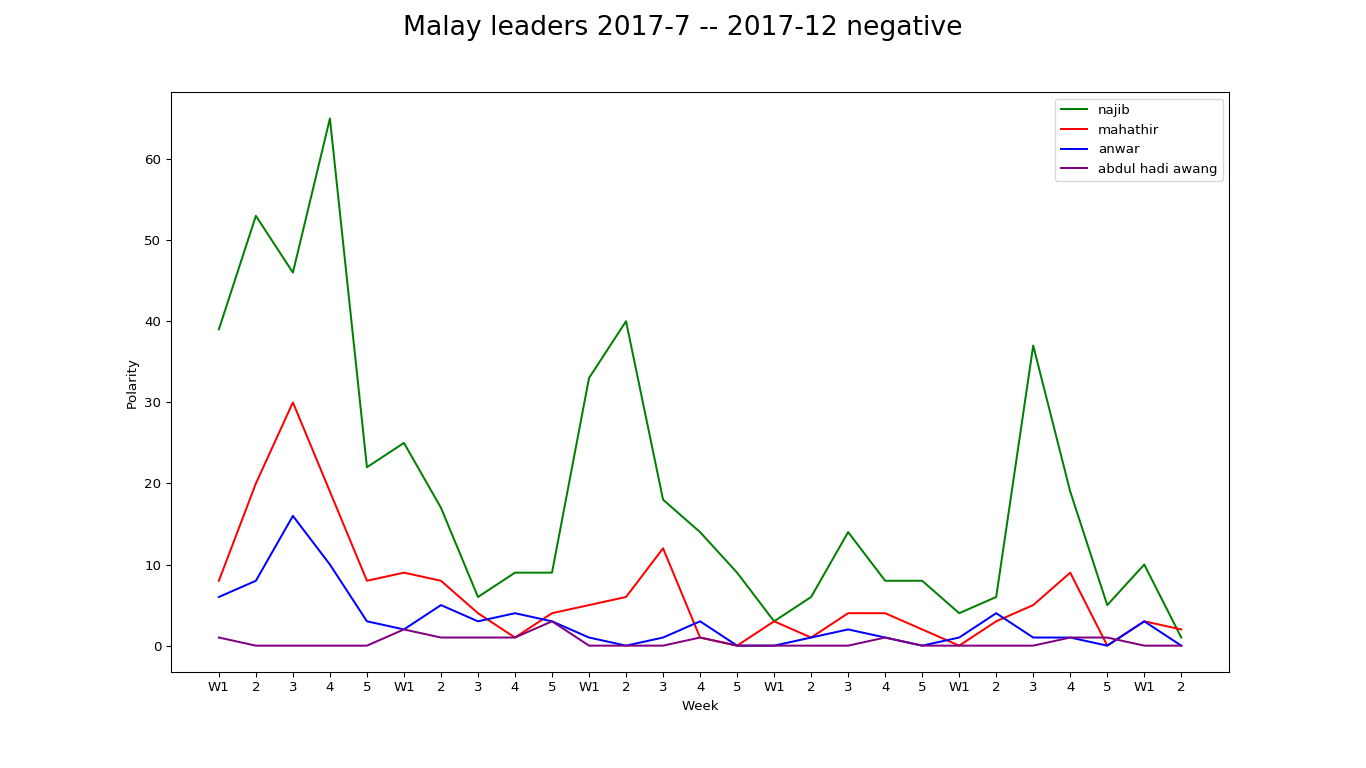 Malay leaders 2017-7 -- 2017-12 negative
najib
mahathir
anwar
abdul hadi awang
60
50
40
30
20
10
0
Polarity
W1 2 3 4 5 W1 2 3 4 5 W1 2 3 4 5 W1 2 3 4 5 W1 2 3 4 5 W1 2
Week